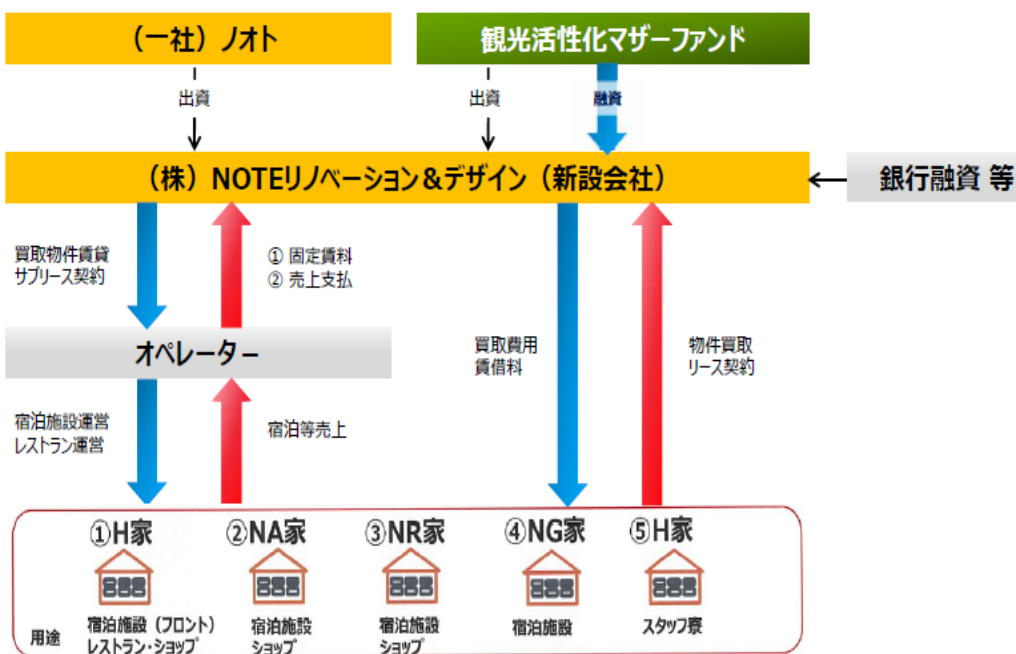 （一社）ノオト
観光活性化マザーファンド
出資
出資
融資
（株）NOTEリノベーション＆デザイン（新設会社）
銀行融資 等
買取物件賃貸
サブリース契約
① 固定賃料
② 売上支払
オペレーター
買取費用
賃借料
物件買取
リース契約
宿泊施設運営
レストラン運営
宿泊等売上
①H家
②NA家
③NR家
④NG家
⑤H家
用途
宿泊施設（フロント）
レストラン・ショップ
宿泊施設
ショップ
宿泊施設
ショップ
宿泊施設
スタッフ寮